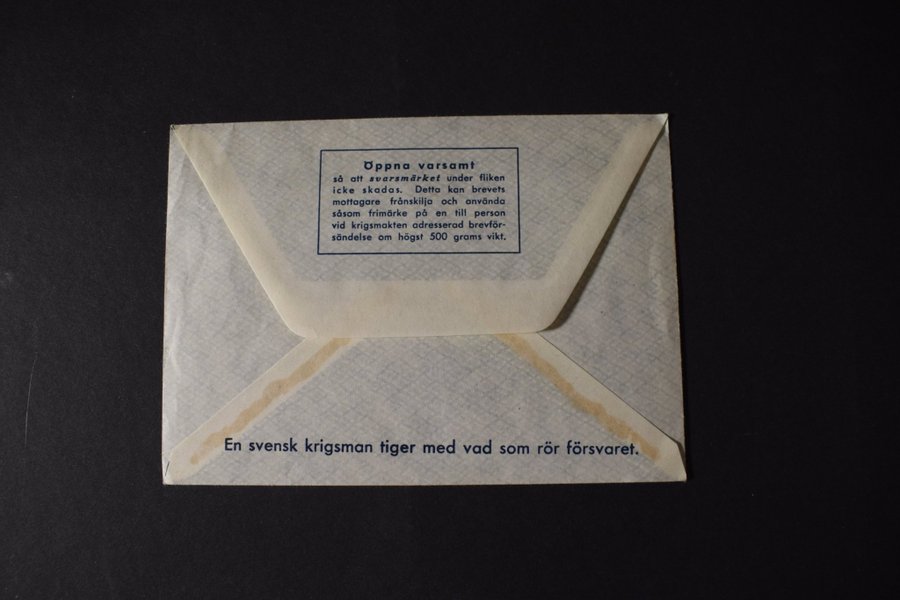 Öppna varsamt
så att svarsmärket under fliken
icke skadas. Detta kan brevets
mottagare frånskilja och använda
såsom frimärke på en till person
vid krigsmakten adresserad brevför-
sändelse om högst 500 grams vikt.
En svensk krigsman tiger med vad som rör försvaret.